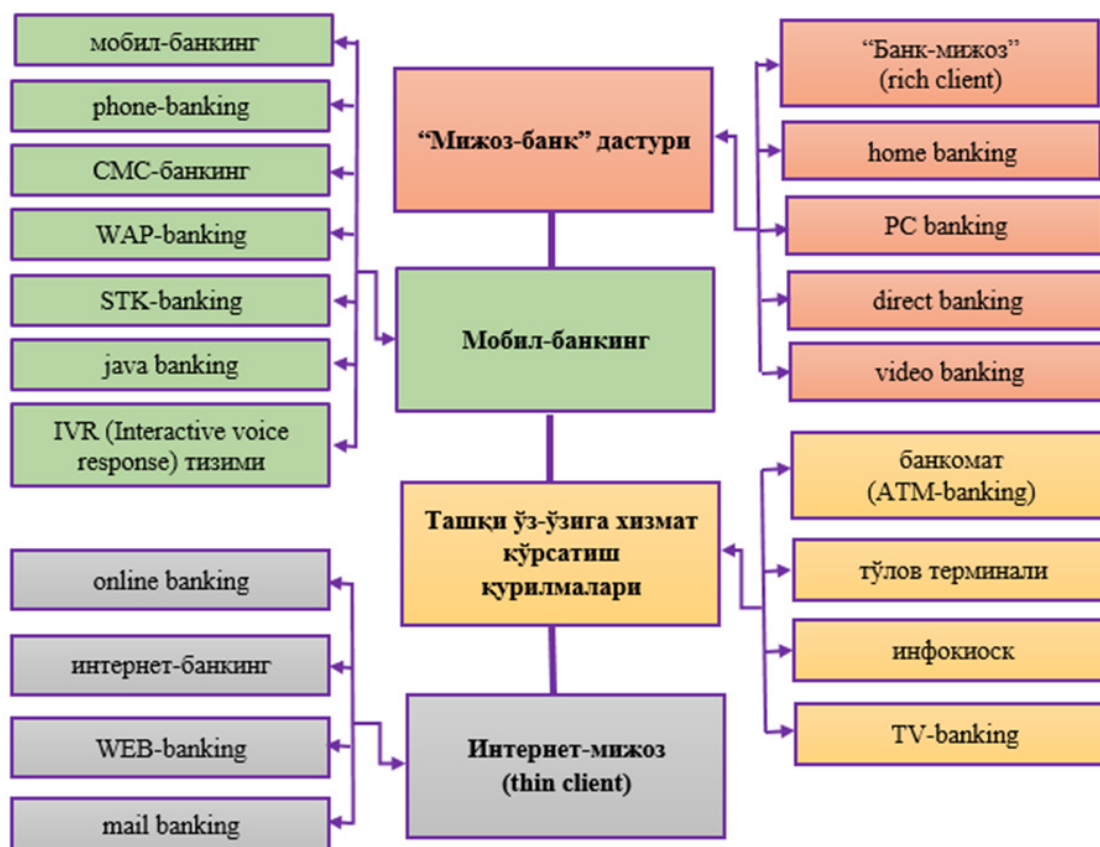 мобил-банкинг
phone-banking
СМС-банкинг
WAP-banking
STK-banking
java banking
IVR (Interactive voice
response) тизими
online banking
интернет-банкинг
WEB-banking
mail banking
“Мижоз-банк” дастури
Мобил-банкинг
Ташқи ўз-ўзига хизмат
кўрсатиш
қурилмалари
Интернет-мижоз
(thin client)
“Банк-мижоз”
(rich client)
home banking
PC banking
direct banking
video banking
банкомат
(ATM-banking)
тўлов терминали
инфокиоск
TV-banking